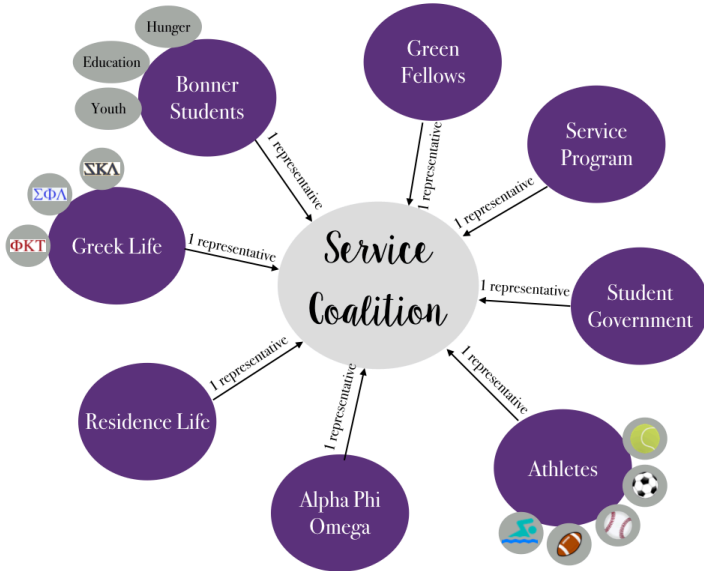 Hunger
Education
Youth
Bonner
Students
1 representative
Green
Fellows
1 representative
Service
Program
1 representative
ΣΚΛ
ΣΦΛ
ΦΚΤ
Greek Life
1 representative
Service
Coalition
1 representative
Student
Government
Residence Life
1 representative
1 representative
Alpha Phi
Omega
1 representative
Athletes